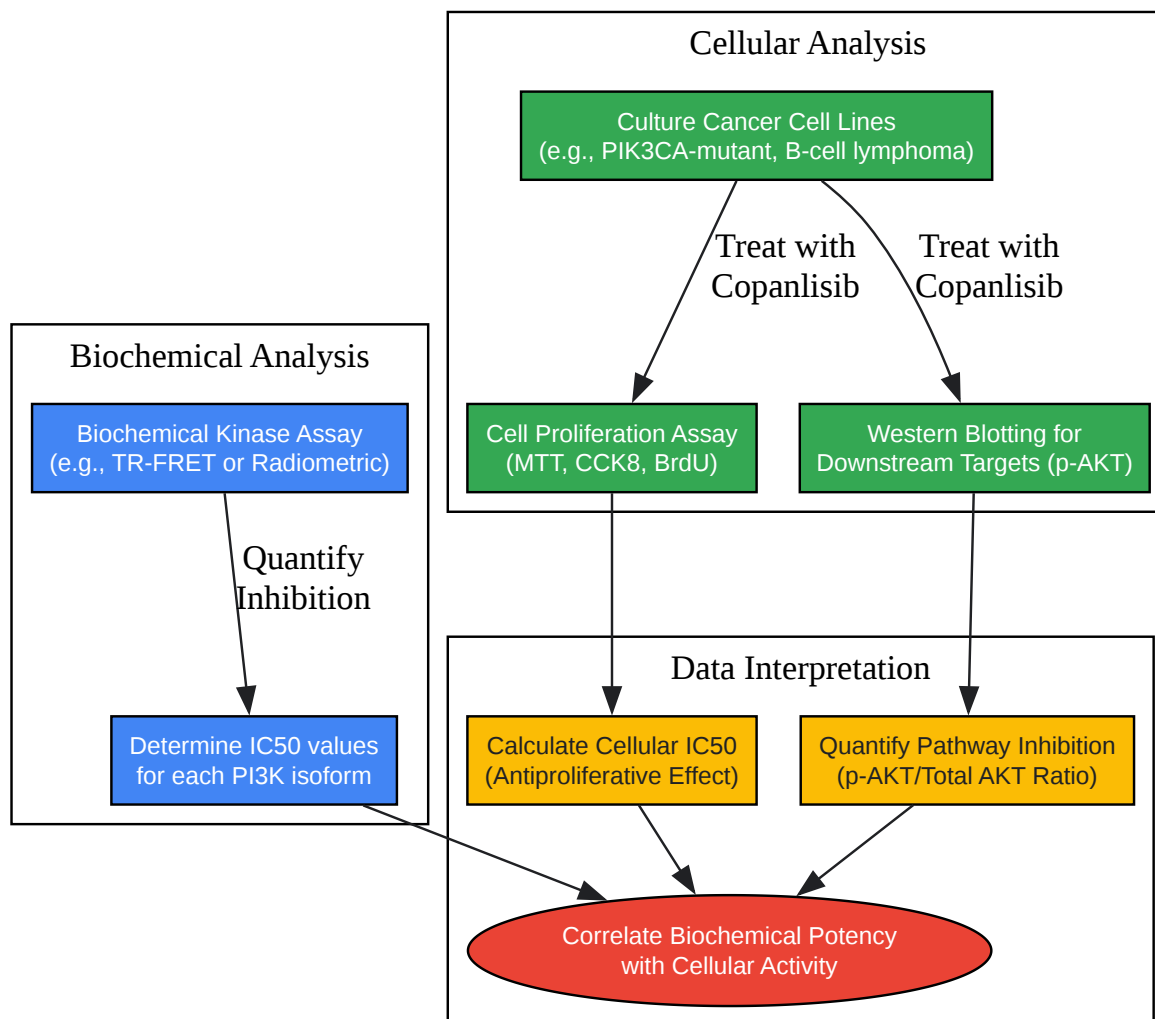 Cellular Analysis
Culture Cancer Cell Lines
(e.g., PIK3CA-mutant, B-cell lymphoma)
Treat with
Copanlisib
Treat with
Copanlisib
Biochemical Analysis
Biochemical Kinase Assay
(e.g., TR-FRET or Radiometric)
Cell Proliferation Assay
(MTT, CCK8, BrdU)
Western Blotting for
Downstream Targets (p-AKT)
Quantify
Inhibition
Data Interpretation
Determine IC50 values
for each PI3K isoform
Calculate Cellular IC50
(Antiproliferative Effect)
Quantify Pathway Inhibition
(p-AKT/Total AKT Ratio)
Correlate Biochemical Potency
with Cellular Activity